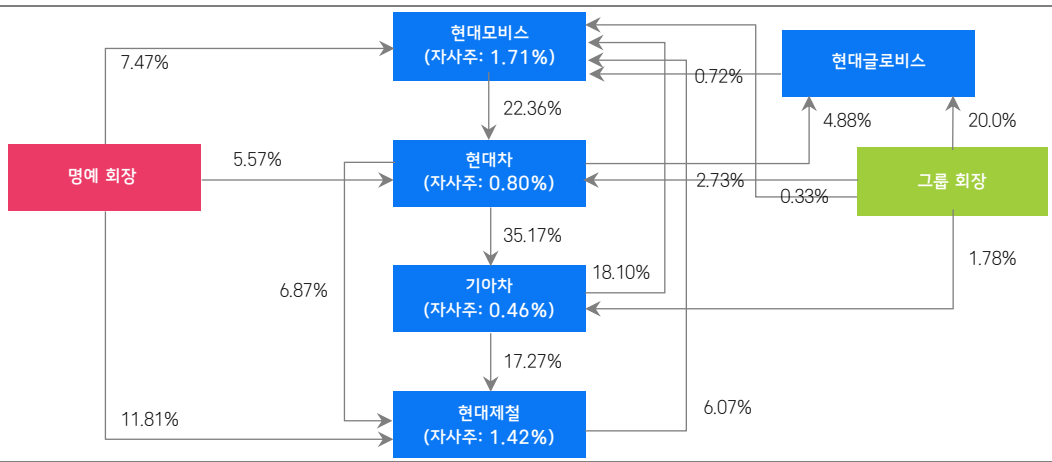 현대모비스
(자사주: 1.71%)
현대글로비스
7.47%
0.72%
22.36%
4.88%
20.0%
명예 회장
5.57%
현대차
(자사주: 0.80%)
2.73%
0.33%
그룹 회장
35.17%
1.78%
6.87%
기아차
(자사주: 0.46%)
18.10%
17.27%
11.81%
현대제철
(자사주: 1.42%)
6.07%